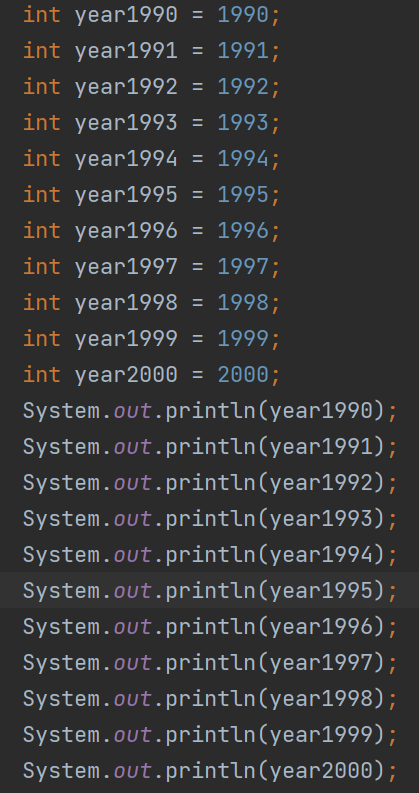 int year1990 = 1990;
int year1991 = 1991;
int year1992 = 1992;
int year1993 = 1993;
int year1994 = 1994;
int year1995 = 1995;
int year1996 = 1996;
int year1997 = 1997;
int year1998 = 1998;
int year1999 = 1999;
int year2000 = 2000;
System.out.println(year1990);
System.out.println(year1991);
System.out.println(year1992);
System.out.println(year1993);
System.out.println(year1994);
System.out.println(year1995);
System.out.println(year1996);
System.out.println(year1997);
System.out.println(year1998);
System.out.println(year1999);
System.out.println(year2000);